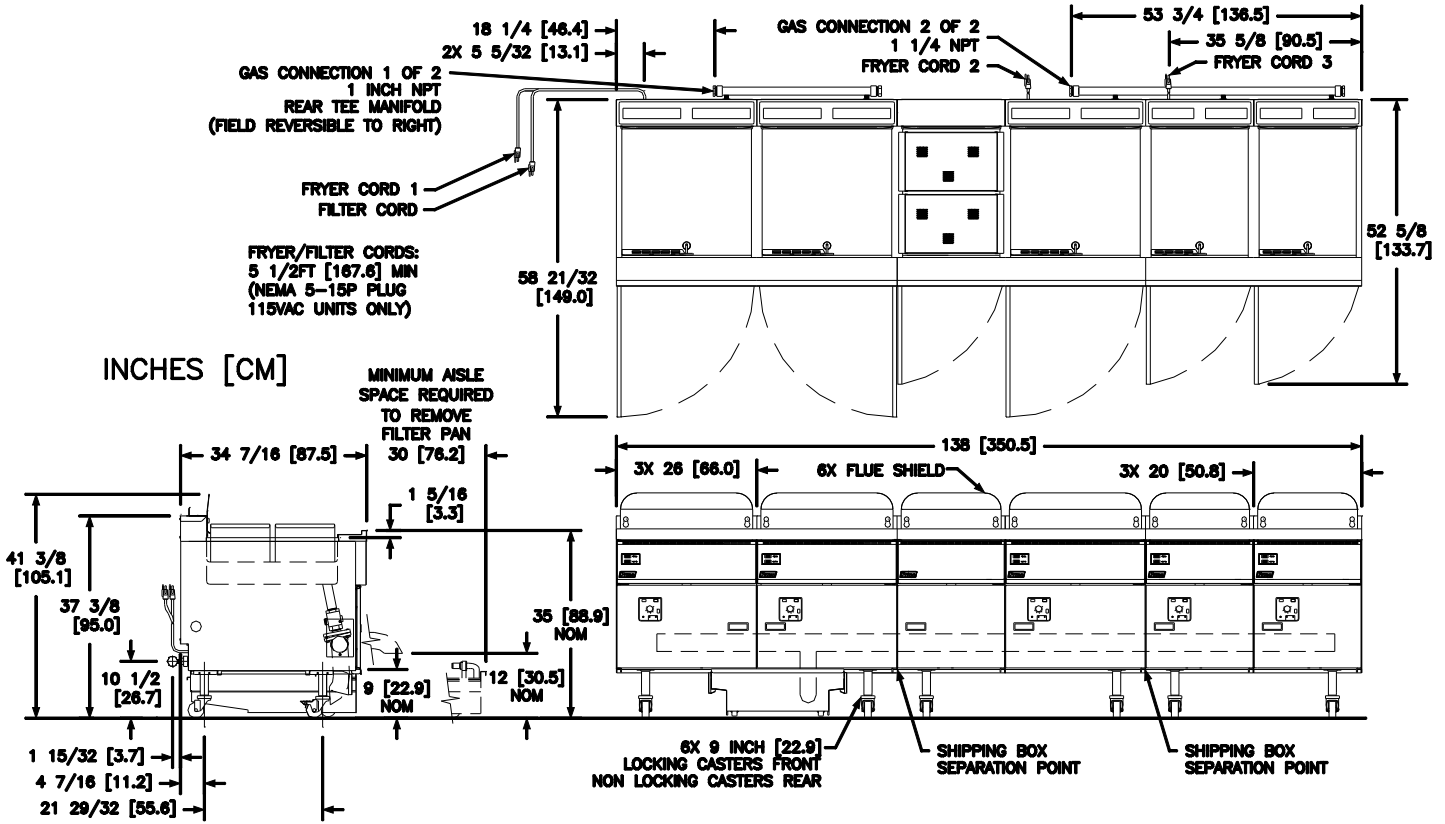 18 1/4 [46.4]
2X 5 5/32 [13.1]
GAS CONNECTION 1 OF 2
1 INCH NPT
REAR TEE MANIFOLD
(FIELD REVERSIBLE TO RIGHT)
GAS CONNECTION 2 OF 2
1 1/4 NPT
FRYER CORD 2
53 3/4 [136.5]
35 5/8 [90.5]
FRYER CORD 3
FRYER CORD 1
FILTER CORD
FRYER/FILTER CORDS:
5 1/2FT [167.6] MIN
(NEMA 5-15P PLUG
115VAC UNITS ONLY)
58 21/32
[149.0]
52 5/8
[133.7]
INCHES [CM]
MINIMUM AISLE
SPACE REQUIRED
TO REMOVE
FILTER PAN
30 [76.2]
34 7/16 [87.5]
1 5/16
[3.3]
41 3/8
[105.1]
37 3/8
[95.0]
10 1/2
[26.7]
35 [88.9]
NOM
9 [22.9]
NOM
12 [30.5]
NOM
1 15/32 [3.7]
4 7/16 [11.2]
21 29/32 [55.6]
138 [350.5]
3X 26 [66.0]
6X FLUE SHIELD
3X 20 [50.8]
6X 9 INCH [22.9]
LOCKING CASTERS FRONT
NON LOCKING CASTERS REAR
SHIPPING BOX
SEPARATION POINT
SHIPPING BOX
SEPARATION POINT